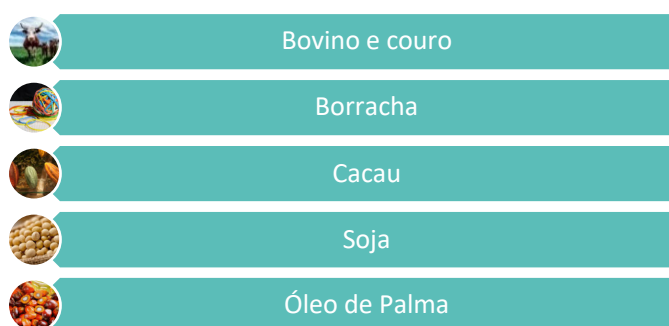 Bovino e couro
Borracha
Cacau
Soja
Óleo de Palma